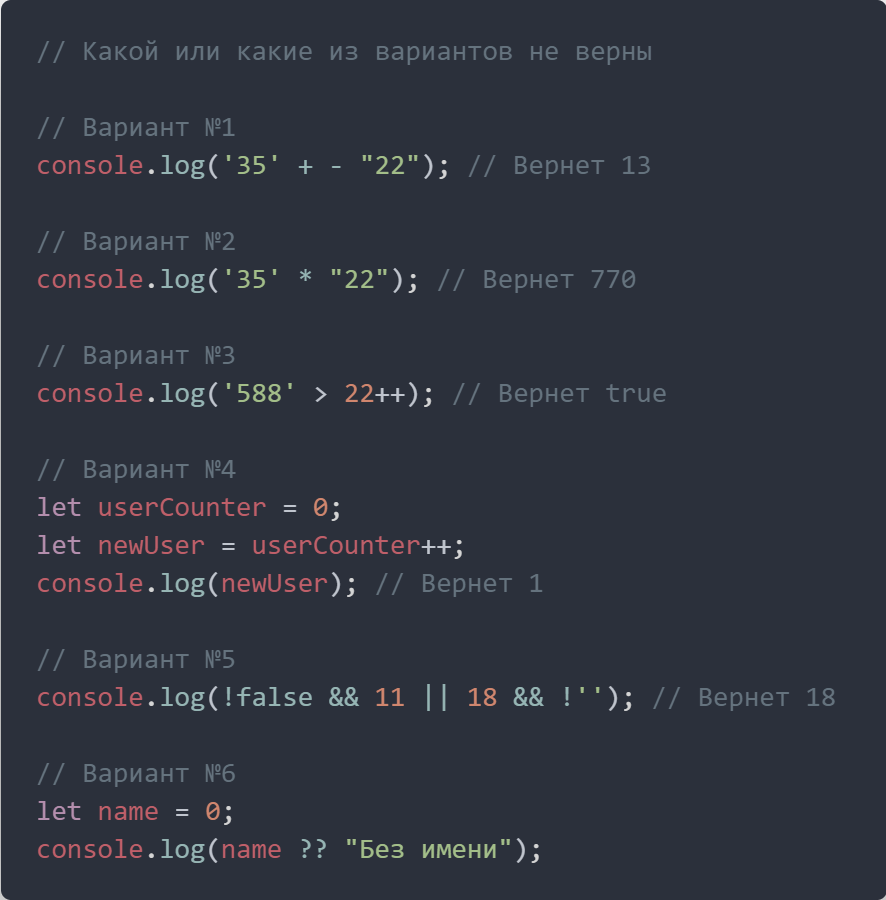 // Какой или какие из вариантов не верны
// Вариант №1
console.log('35' + - "22"); // Вернет 13
// Вариант №2
console.log('35' * "22"); // Вернет 770
// Вариант №3
console.log('588' > 22++); // Вернет true
// Вариант №4
let userCounter = 0;
let newUser = userCounter++;
console.log(newUser); // Вернет 1
// Вариант №5
console.log(!false && 11 || 18 && !''); // Вернет 18
// Вариант №6
let name = 0;
console.log(name ?? "Без имени");